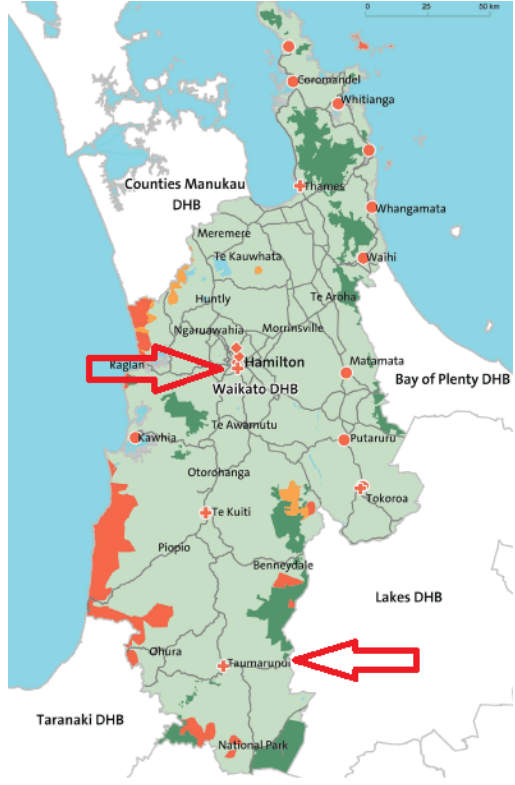 0 25 50 km
Coromandel
Whitianga
Thames
Counties Manukau
DHB
Whangamata
Meremere
Te Kauwhata
Waihi
Huntly
Te Aroha
Ngaruawahia
Morrinsville
Raglan
Hamilton
Matamata
Waikato DHB
Bay of Plenty DHB
Te Awamutu
Kawhia
Putaruru
Otorohanga
Tokoroa
Te Kuiti
Piopio
Benneydale
Lakes DHB
Ohura
Taumarunui
Taranaki DHB
National Park